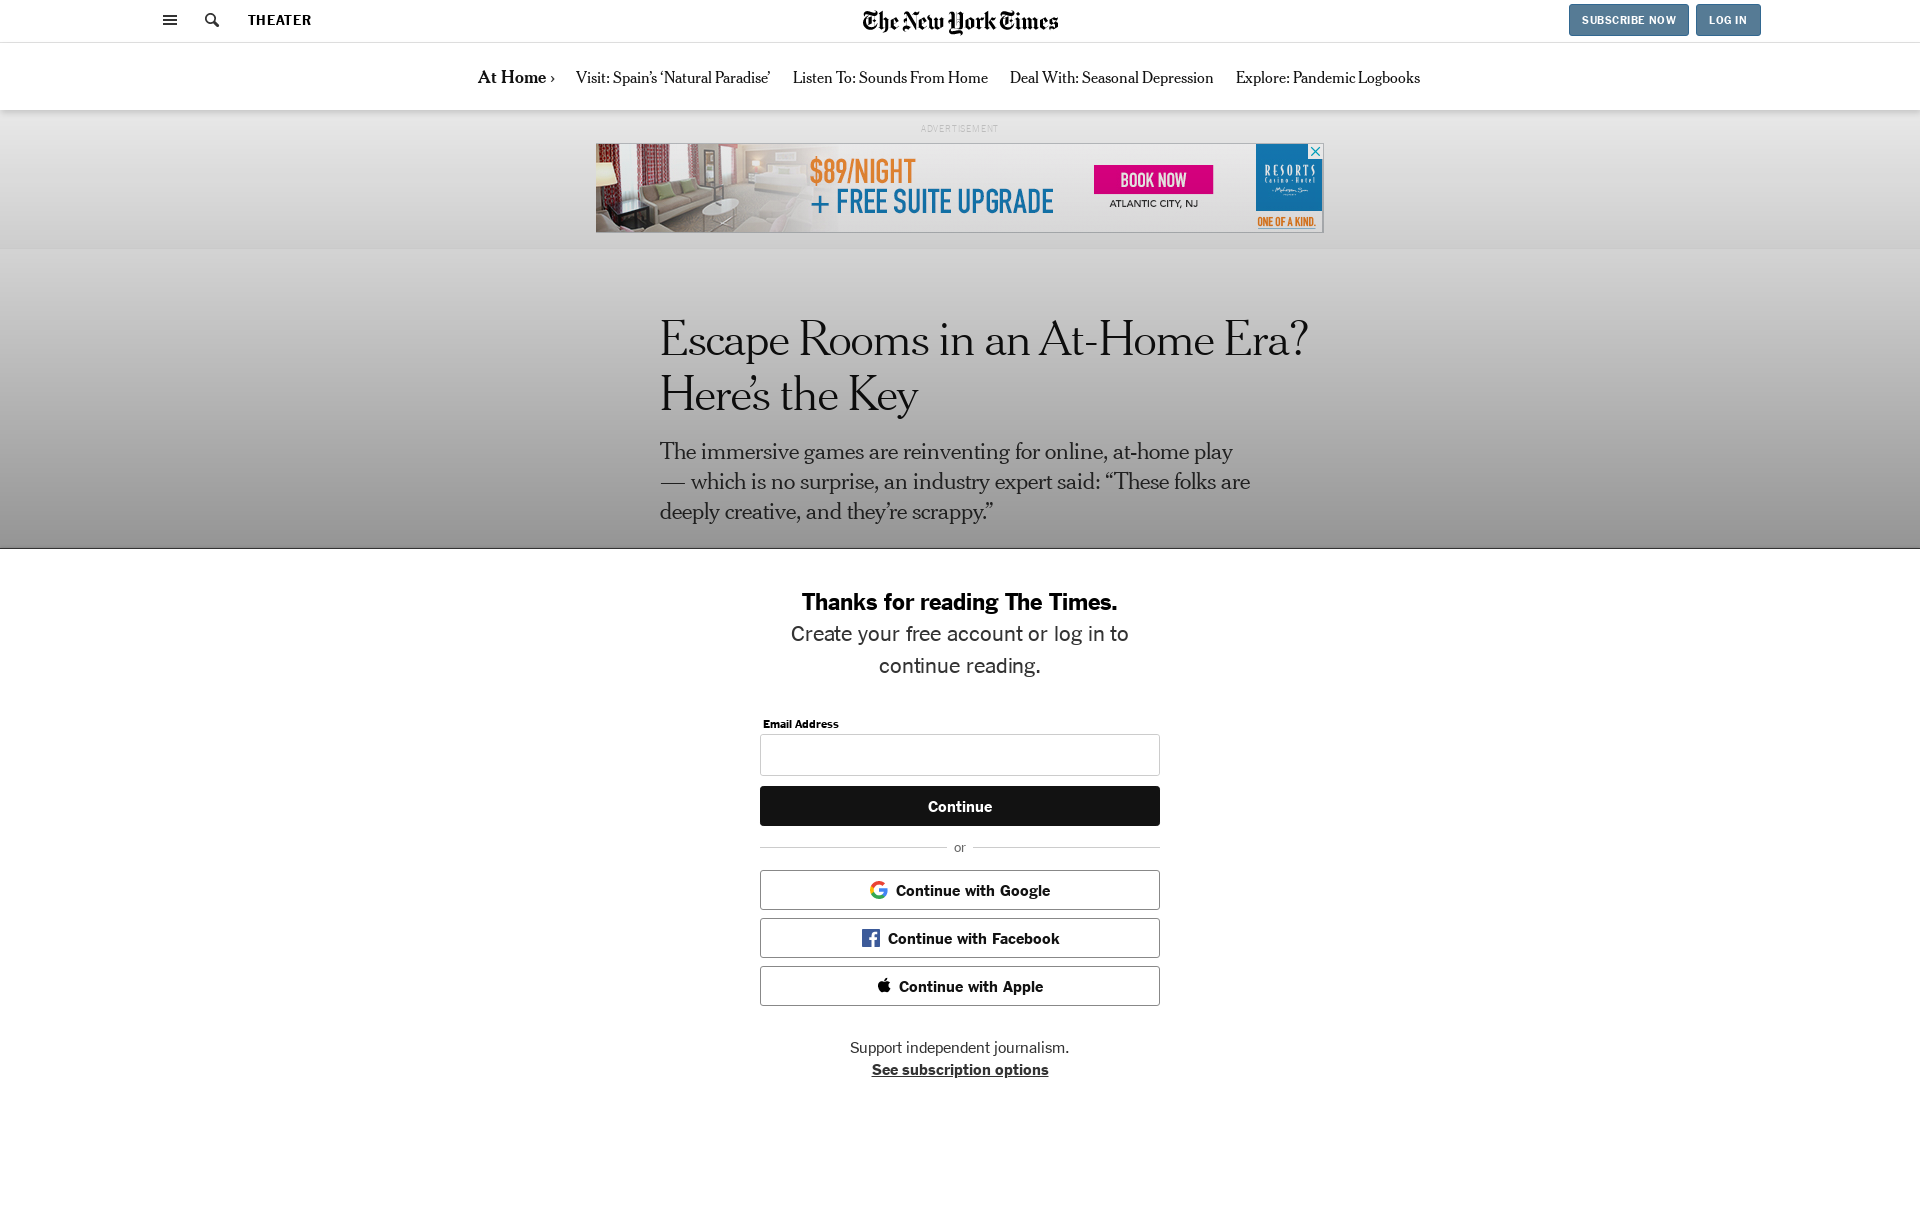 THEATER
The New York Times
SUBSCRIBE NOW
LOG IN
At Home ›
Visit: Spain’s ‘Natural Paradise’
Listen To: Sounds From Home
Deal With: Seasonal Depression
Explore: Pandemic Logbooks
ADVERTISEMENT
$89/NIGHT
+ FREE SUITE UPGRADE
BOOK NOW
ATLANTIC CITY, NJ
RESORTS
Casino • Hotel
ONE OF A KIND.
Escape Rooms in an At-Home Era?
Here’s the Key
The immersive games are reinventing for online, at-home play
— which is no surprise, an industry expert said: “These folks are
deeply creative, and they’re scrappy.”
Thanks for reading The Times.
Create your free account or log in to
continue reading.
Email Address
Continue
or
Continue with Google
Continue with Facebook
Continue with Apple
Support independent journalism.
See subscription options